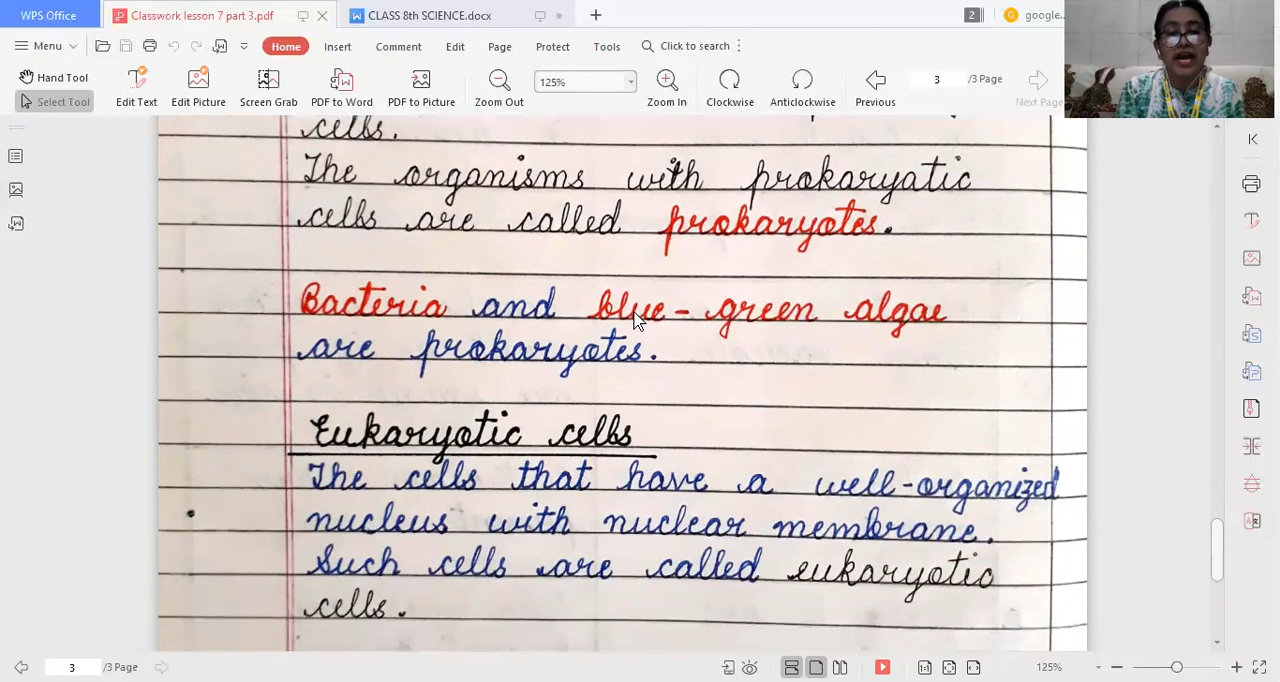 WPS Office
Classwork lesson 7 part 3.pdf
CLASS 8th SCIENCE.docx
2
google...
Menu
Home
Insert
Comment
Edit
Page
Protect
Tools
Click to search
Hand Tool
Select Tool
Edit Text
Edit Picture
Screen Grab
PDF to Word
PDF to Picture
Zoom Out
125%
Zoom In
Clockwise
Anticlockwise
Previous
3
/3 Page
Next Page
cells.
The organisms with prokaryatic
cells are called prokaryotes.
Bacteria and blue-green algae
are prokaryotes.
Eukaryotic cells
The cells that have a well-organized
nucleus with nuclear membrane.
Such cells are called eukaryotic
cells.
3
/3 Page
125%